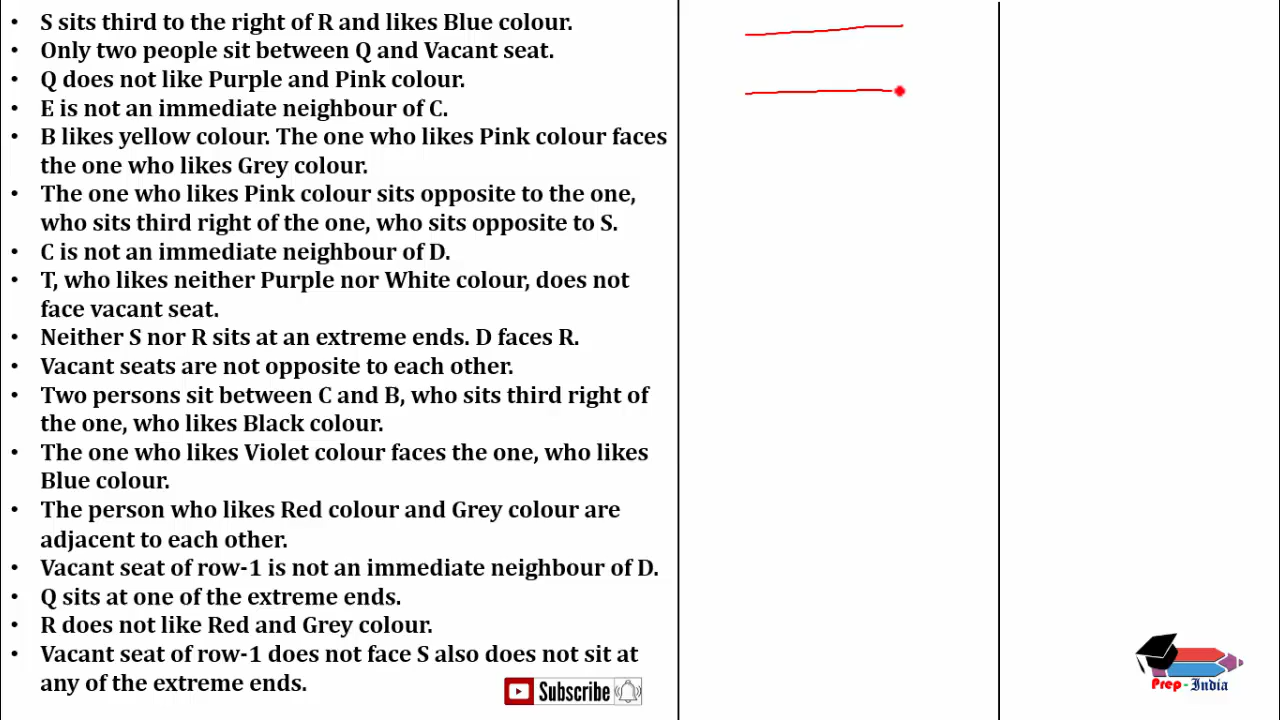 • S sits third to the right of R and likes Blue colour.
• Only two people sit between Q and Vacant seat.
• Q does not like Purple and Pink colour.
• E is not an immediate neighbour of C.
• B likes yellow colour. The one who likes Pink colour faces
the one who likes Grey colour.
• The one who likes Pink colour sits opposite to the one,
who sits third right of the one, who sits opposite to S.
• C is not an immediate neighbour of D.
• T, who likes neither Purple nor White colour, does not
face vacant seat.
• Neither S nor R sits at an extreme ends. D faces R.
• Vacant seats are not opposite to each other.
• Two persons sit between C and B, who sits third right of
the one, who likes Black colour.
• The one who likes Violet colour faces the one, who likes
Blue colour.
• The person who likes Red colour and Grey colour are
adjacent to each other.
• Vacant seat of row-1 is not an immediate neighbour of D.
• Q sits at one of the extreme ends.
• R does not like Red and Grey colour.
• Vacant seat of row-1 does not face S also does not sit at
any of the extreme ends.
Subscribe
Prep - India